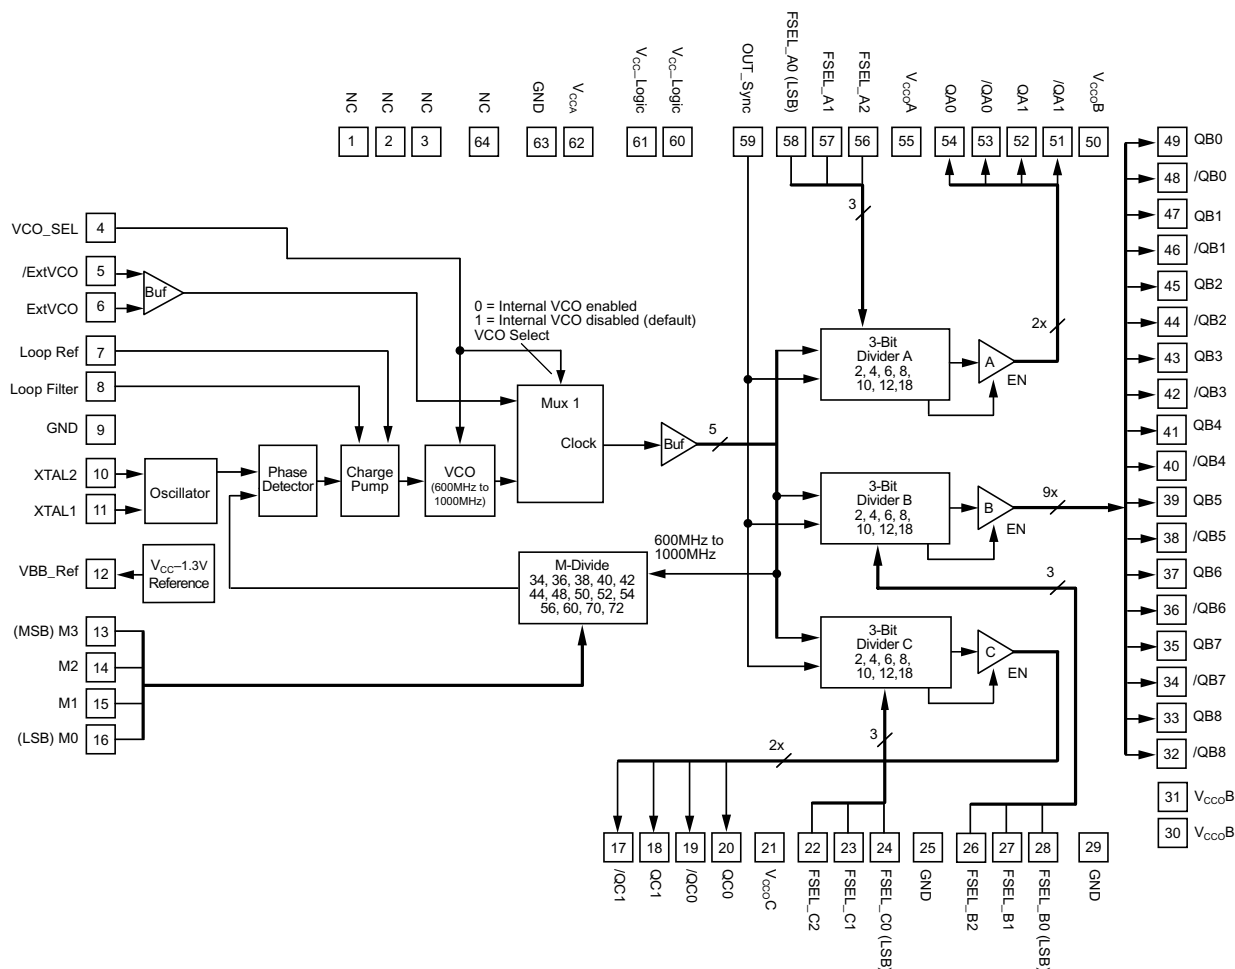 NC
NC
NC
NC
GND
VCCA
VCC_Logic
VCC_Logic
OUT_Sync
FSEL_A0 (LSB)
FSEL_A1
FSEL_A2
VCCOA
QA0
/QA0
QA1
/QA1
VCCOB
1
2
3
64
63
62
61
60
59
58
57
56
55
54
53
52
51
50
49 QB0
48 /QB0
47 QB1
46 /QB1
45 QB2
44 /QB2
43 QB3
42 /QB3
41 QB4
40 /QB4
39 QB5
38 /QB5
37 QB6
36 /QB6
35 QB7
34 /QB7
33 QB8
32 /QB8
31 VCCOB
30 VCCOB
VCO_SEL 4
/ExtVCO 5
ExtVCO 6
Buf
Loop Ref 7
Loop Filter 8
GND 9
XTAL2 10
XTAL1 11
VBB_Ref 12
(MSB) M3 13
M2 14
M1 15
(LSB) M0 16
Oscillator
VCC–1.3V
Reference
Phase
Detector
Charge
Pump
VCO
(600MHz to
1000MHz)
0 = Internal VCO enabled
1 = Internal VCO disabled (default)
VCO Select
Mux 1
Clock
Buf
5
M-Divide
34, 36, 38, 40, 42
44, 48, 50, 52, 54
56, 60, 70, 72
600MHz to
1000MHz
3
3-Bit
Divider A
2, 4, 6, 8,
10, 12,18
A
EN
2x
3-Bit
Divider B
2, 4, 6, 8,
10, 12,18
B
EN
9x
3
3-Bit
Divider C
2, 4, 6, 8,
10, 12,18
C
EN
3
2x
17
18
19
20
21
22
23
24
25
26
27
28
29
/QC1
QC1
/QC0
QC0
VCCOC
FSEL_C2
FSEL_C1
FSEL_C0 (LSB)
GND
FSEL_B2
FSEL_B1
FSEL_B0 (LSB)
GND